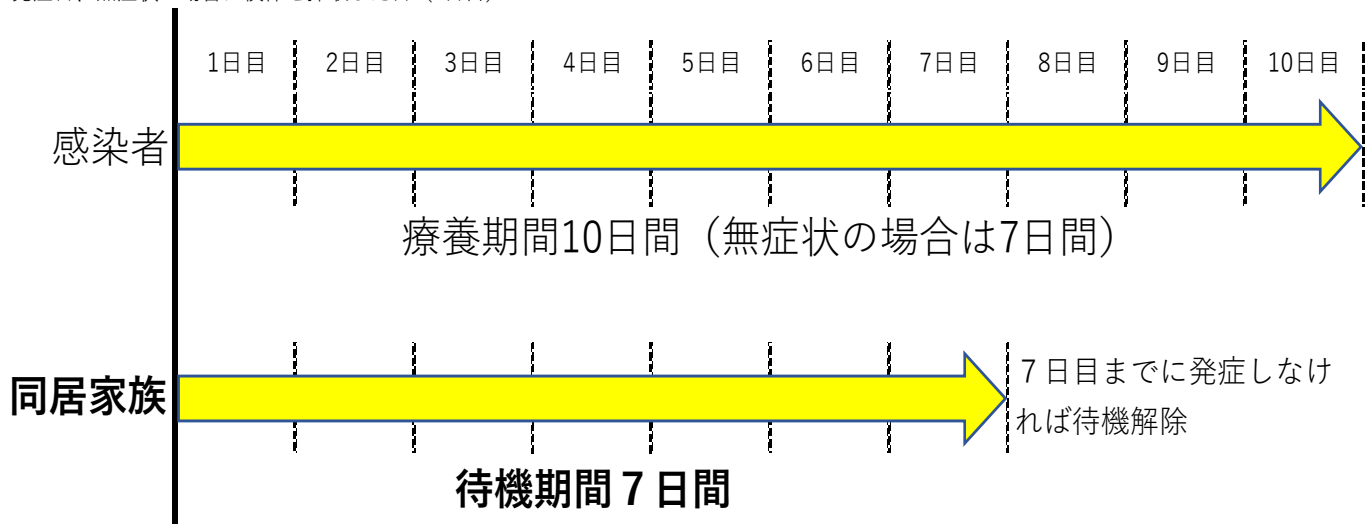 1日目 2日目 3日目 4日目 5日目 6日目 7日目 8日目 9日目 10日目
感染者
療養期間10日間（無症状の場合は7日間）
同居家族
７日目までに発症しなけ
れば待機解除
待機期間７日間